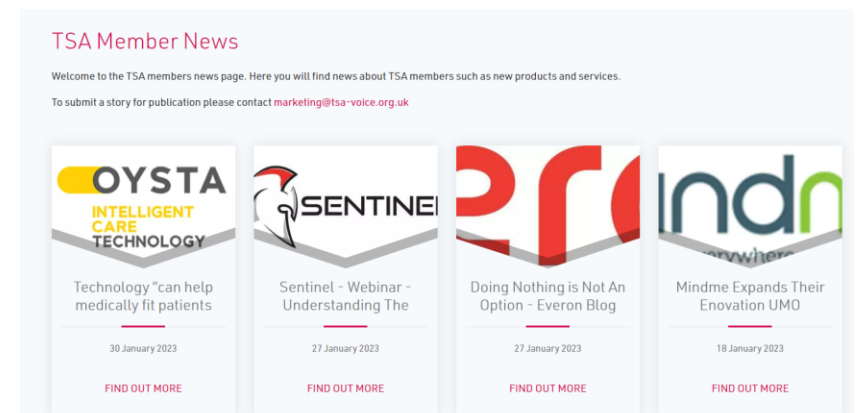 TSA Member News
Welcome to the TSA members news page. Here you will find news about TSA members such as new products and services.
To submit a story for publication please contact marketing@tsa-voice.org.uk
OYSTA
INTELLIGENT
CARE
TECHNOLOGY
Technology "can help
medically fit patients
30 January 2023
FIND OUT MORE
SENTINEL
Sentinel - Webinar -
Understanding The
27 January 2023
FIND OUT MORE
Doing Nothing is Not An
Option - Everon Blog
27 January 2023
FIND OUT MORE
Mindme Expands Their
Enovation UMO
18 January 2023
FIND OUT MORE